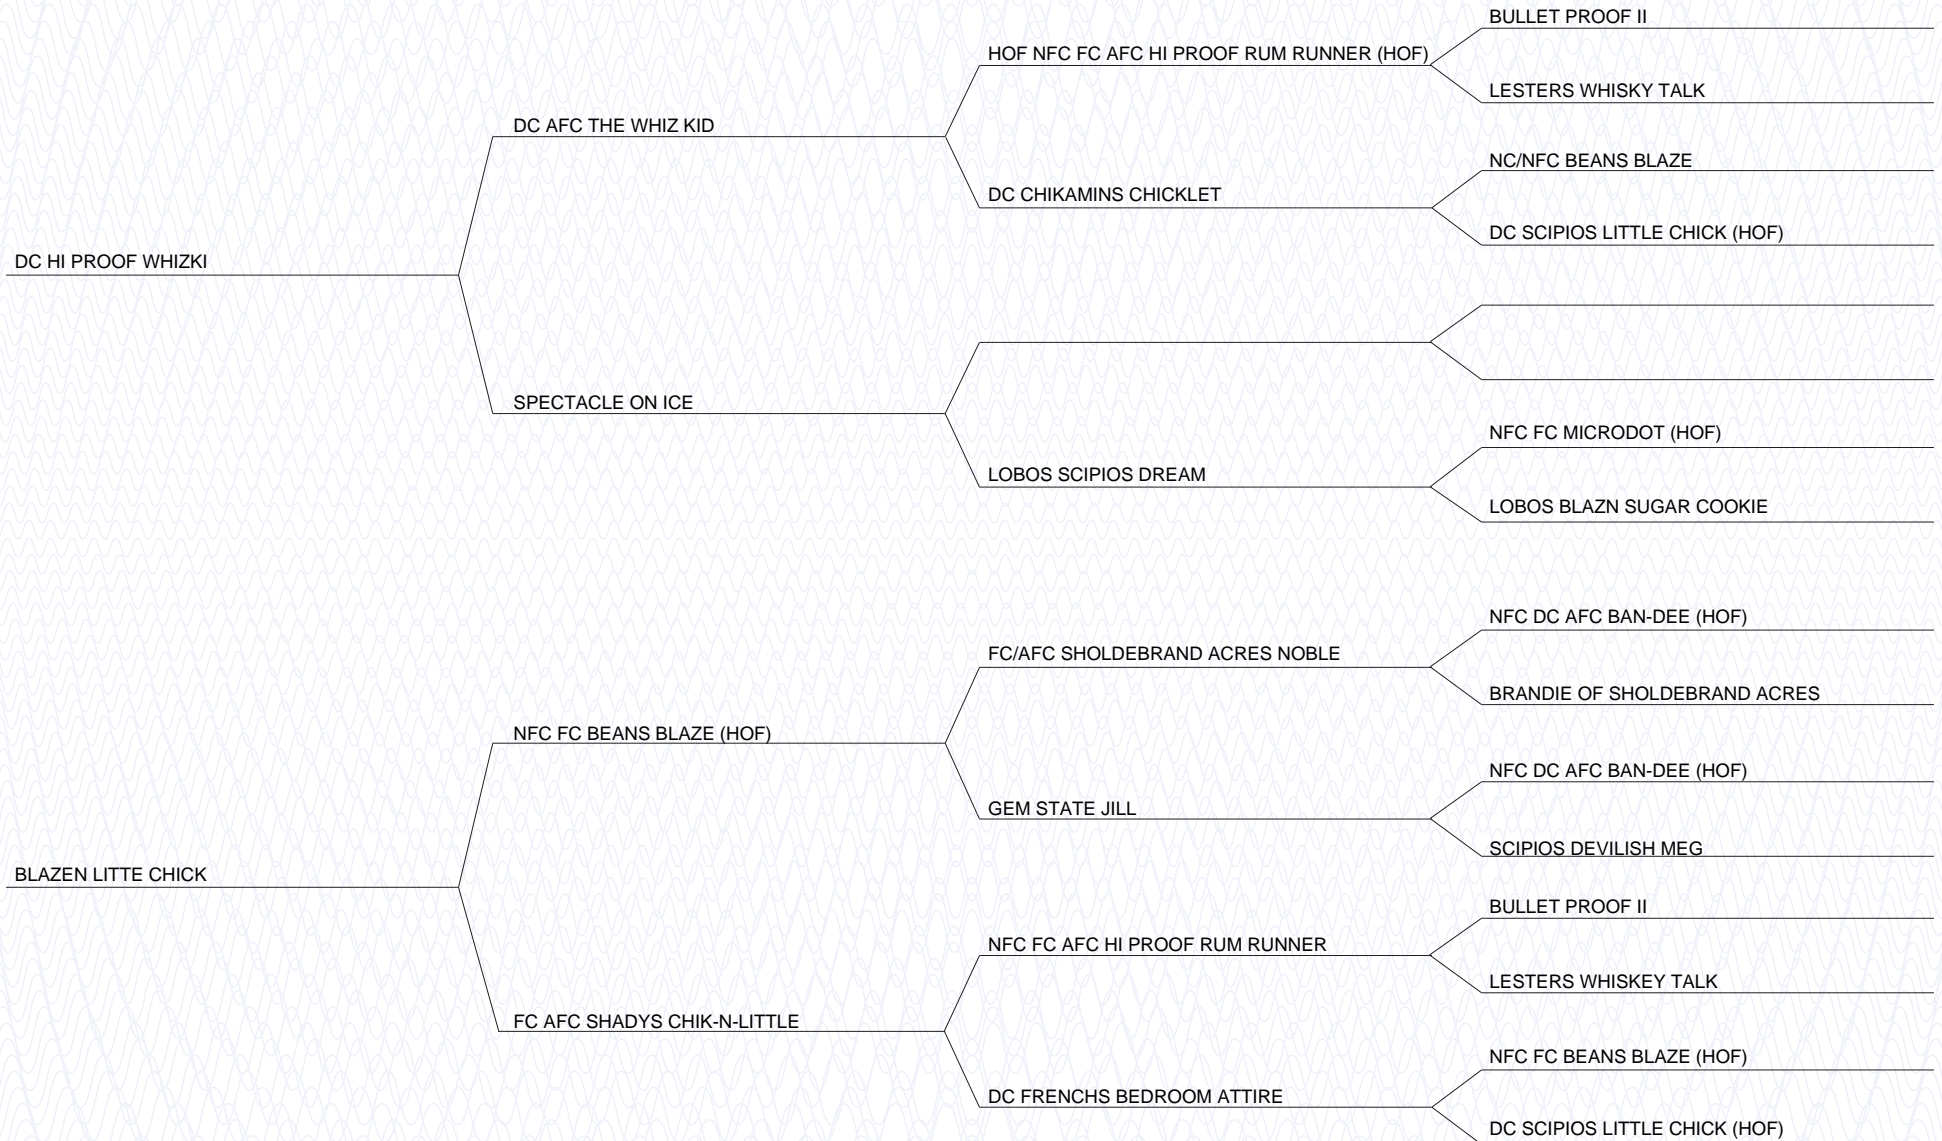 BULLET PROOF II
HOF NFC FC AFC HI PROOF RUM RUNNER (HOF)
LESTERS WHISKY TALK
DC AFC THE WHIZ KID
NC/NFC BEANS BLAZE
DC CHIKAMINS CHICKLET
DC SCIPIOS LITTLE CHICK (HOF)
DC HI PROOF WHIZKI
SPECTACLE ON ICE
NFC FC MICRODOT (HOF)
LOBOS SCIPIOS DREAM
LOBOS BLAZN SUGAR COOKIE
NFC DC AFC BAN-DEE (HOF)
FC/AFC SHOLDEBRAND ACRES NOBLE
BRANDIE OF SHOLDEBRAND ACRES
NFC FC BEANS BLAZE (HOF)
NFC DC AFC BAN-DEE (HOF)
GEM STATE JILL
SCIPIOS DEVILISH MEG
BLAZEN LITTE CHICK
BULLET PROOF II
NFC FC AFC HI PROOF RUM RUNNER
LESTERS WHISKEY TALK
FC AFC SHADYS CHIK-N-LITTLE
NFC FC BEANS BLAZE (HOF)
DC FRENCHS BEDROOM ATTIRE
DC SCIPIOS LITTLE CHICK (HOF)